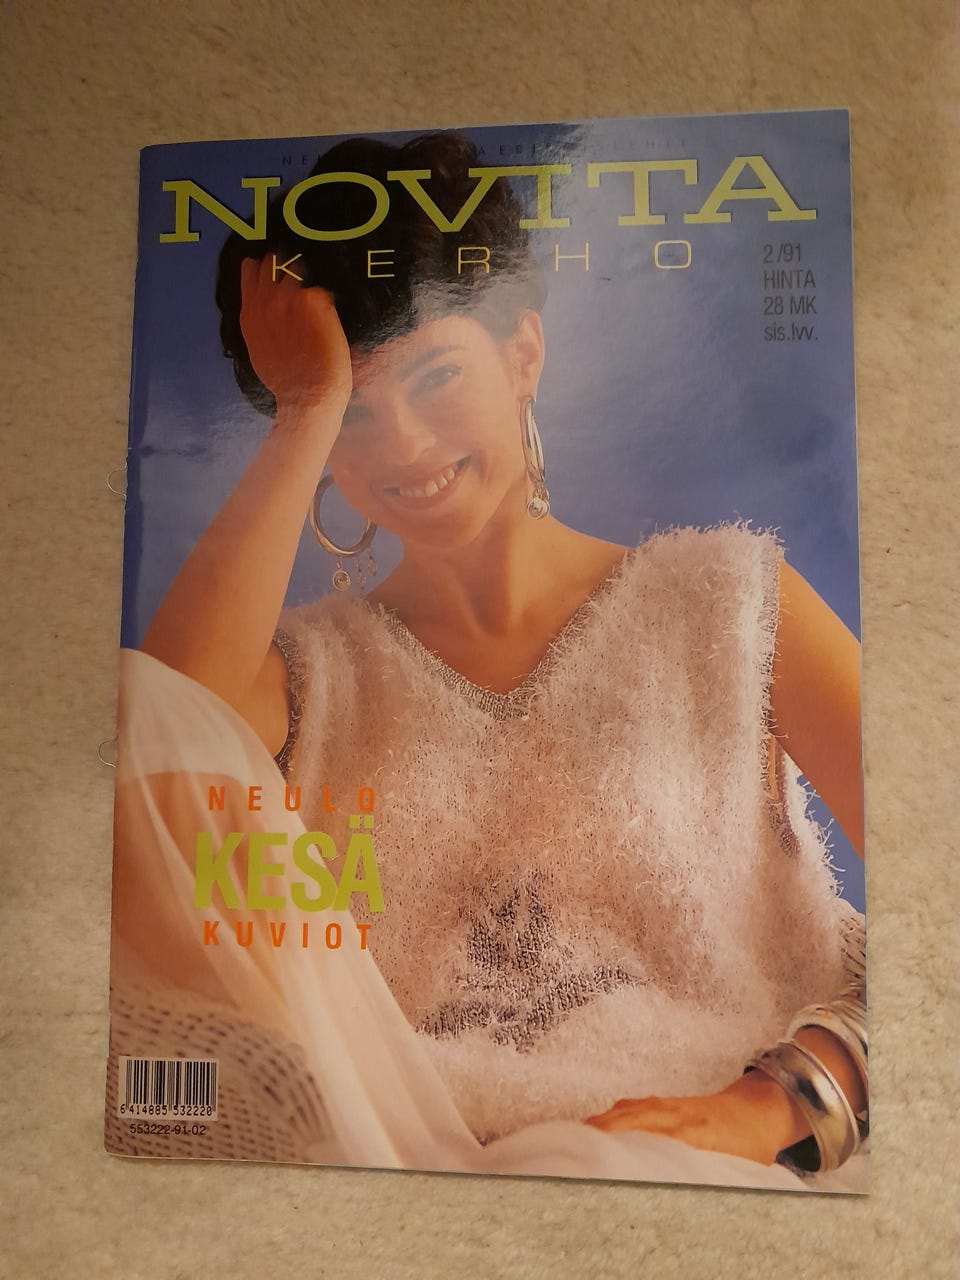 NOVITA
KERHO
2/91
HINTA
28 MK
sis.lvv.
NEULO
KESÄ
KUVIOT
6 414885 532220
553222-91-02